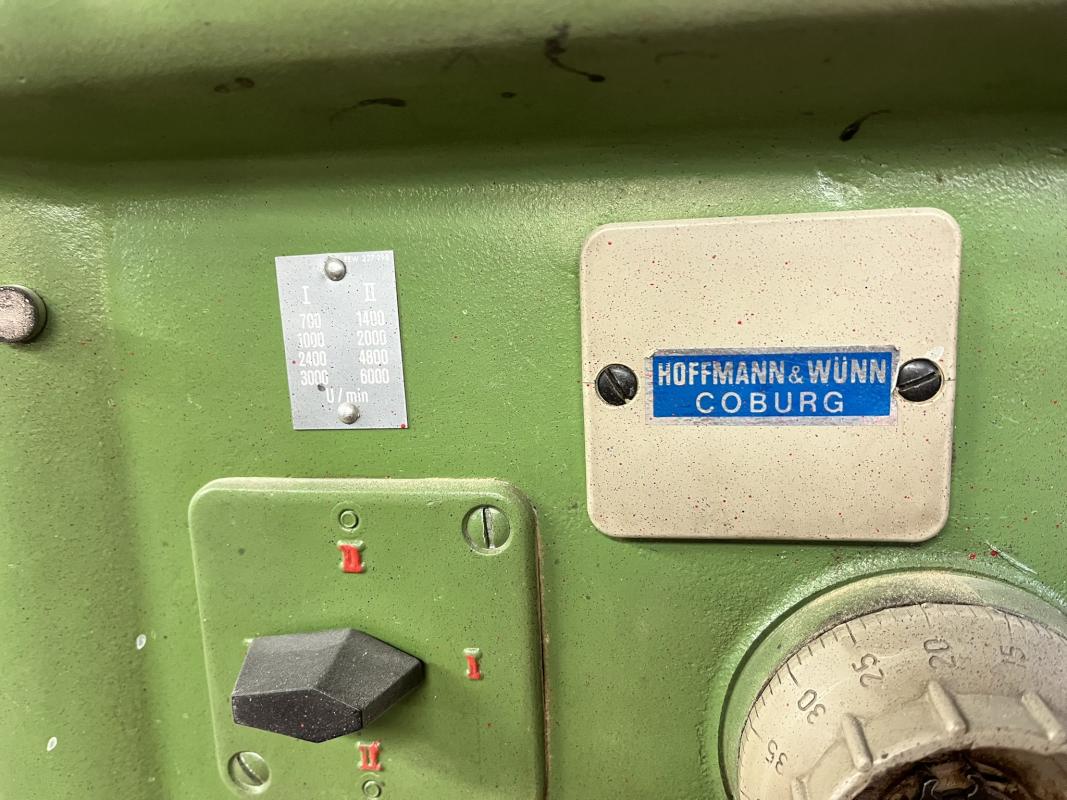 I II
700 1400
1000 2000
2400 4800
3000 6000
U/min
HOFFMANN & WÜNN
COBURG
O
II
I
II
O
15
20
25
30
35